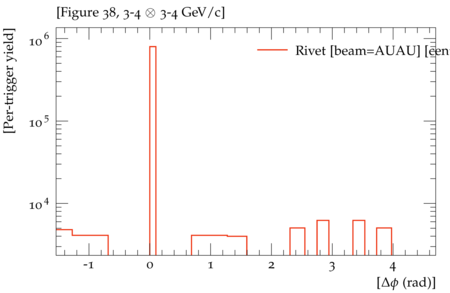 [Figure 38, 3-4 ⊗ 3-4 GeV/c]
[Per-trigger yield]
10⁶
10⁵
10⁴
Rivet [beam=AUAU] [cen
-1 0 1 2 3 4
[Δϕ (rad)]